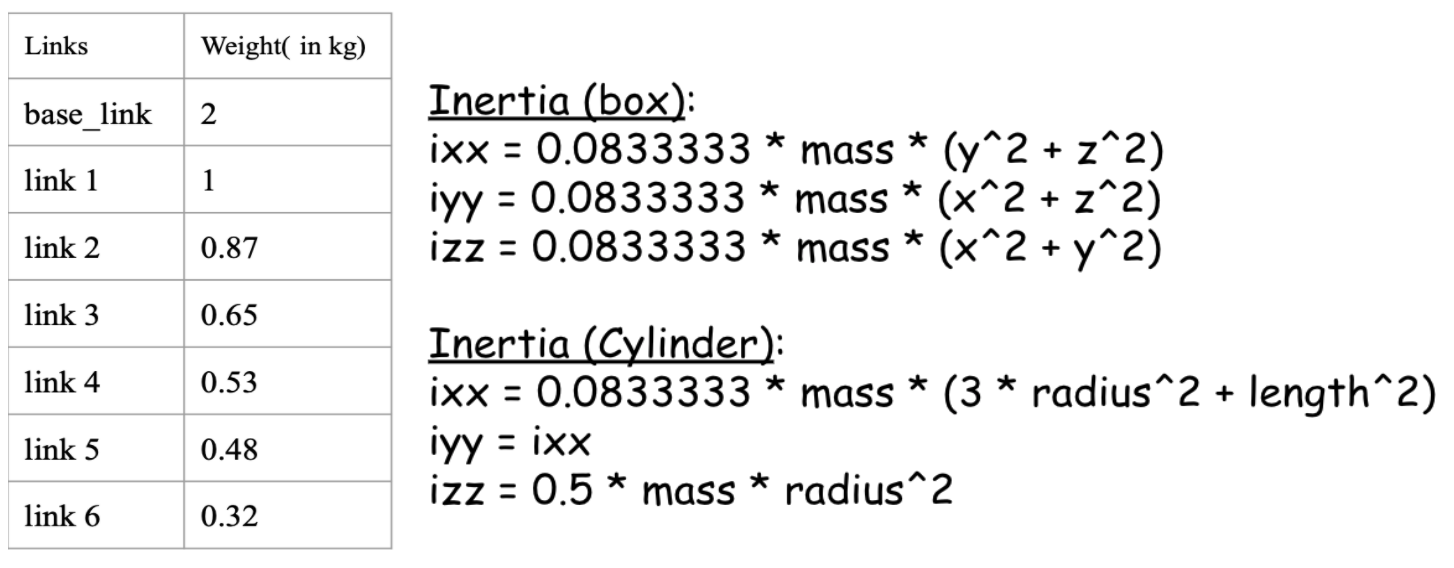 Links Weight( in kg)
base_link 2
link 1 1
link 2 0.87
link 3 0.65
link 4 0.53
link 5 0.48
link 6 0.32
Inertia (box):
ixx = 0.0833333 * mass * (y^2 + z^2)
iyy = 0.0833333 * mass * (x^2 + z^2)
izz = 0.0833333 * mass * (x^2 + y^2)
Inertia (Cylinder):
ixx = 0.0833333 * mass * (3 * radius^2 + length^2)
iyy = ixx
izz = 0.5 * mass * radius^2